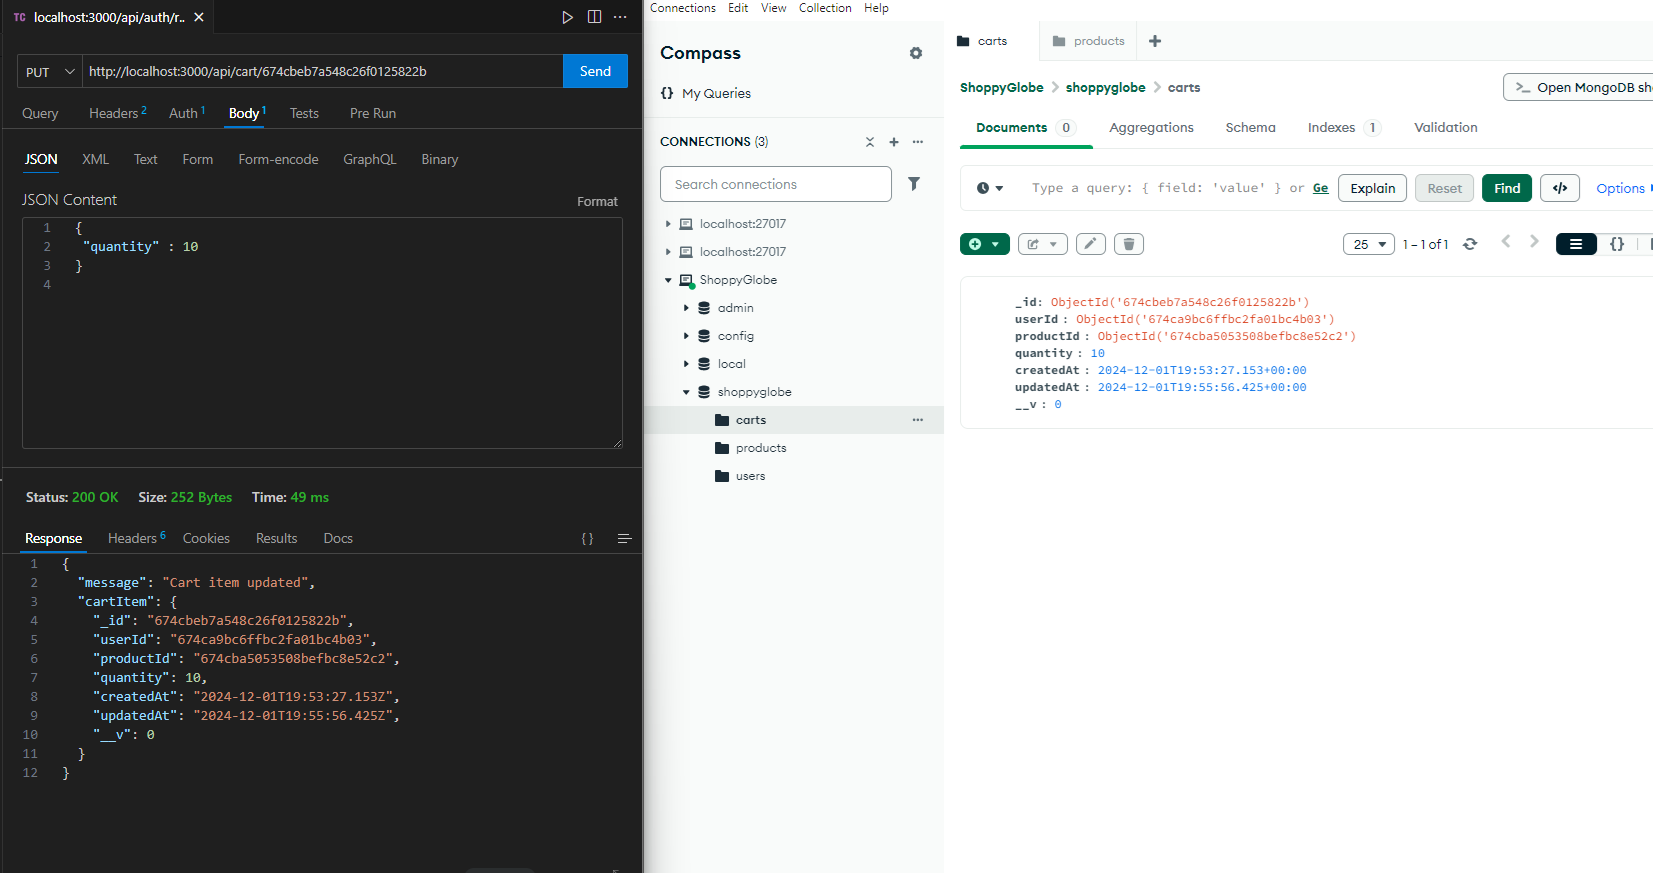 TC localhost:3000/api/auth/r..
PUT http://localhost:3000/api/cart/674cbeb7a548c26f0125822b Send
Query Headers 2 Auth 1 Body 1 Tests Pre Run
JSON XML Text Form Form-encode GraphQL Binary
JSON Content Format
1 {
2 "quantity" : 10
3 }
4
Status: 200 OK Size: 252 Bytes Time: 49 ms
Response Headers 6 Cookies Results Docs { }
1 {
2 "message": "Cart item updated",
3 "cartItem": {
4 "_id": "674cbeb7a548c26f0125822b",
5 "userId": "674ca9bc6ffbc2fa01bc4b03",
6 "productId": "674cba5053508befbc8e52c2",
7 "quantity": 10,
8 "createdAt": "2024-12-01T19:53:27.153Z",
9 "updatedAt": "2024-12-01T19:55:56.425Z",
10 "__v": 0
11 }
12 }
Connections Edit View Collection Help
Compass
{} My Queries
CONNECTIONS (3)
Search connections
localhost:27017
localhost:27017
ShoppyGlobe
admin
config
local
shoppyglobe
carts
products
users
carts products
ShoppyGlobe shoppyglobe carts
>_ Open MongoDB sh
Documents 0 Aggregations Schema Indexes 1 Validation
Type a query: { field: 'value' } or Ge Explain Reset Find </> Options
25 1 – 1 of 1 {}
_id: ObjectId('674cbeb7a548c26f0125822b')
userId : ObjectId('674ca9bc6ffbc2fa01bc4b03')
productId : ObjectId('674cba5053508befbc8e52c2')
quantity : 10
createdAt : 2024-12-01T19:53:27.153+00:00
updatedAt : 2024-12-01T19:55:56.425+00:00
__v : 0